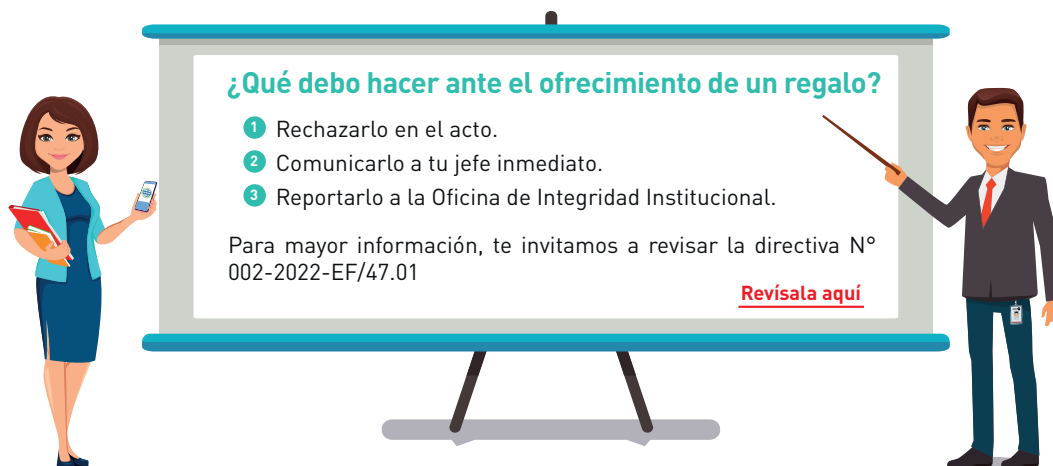 ¿Qué debo hacer ante el ofrecimiento de un regalo?
1 Rechazarlo en el acto.
2 Comunicarlo a tu jefe inmediato.
3 Reportarlo a la Oficina de Integridad Institucional.
Para mayor información, te invitamos a revisar la directiva N°
002-2022-EF/47.01
Revísala aquí